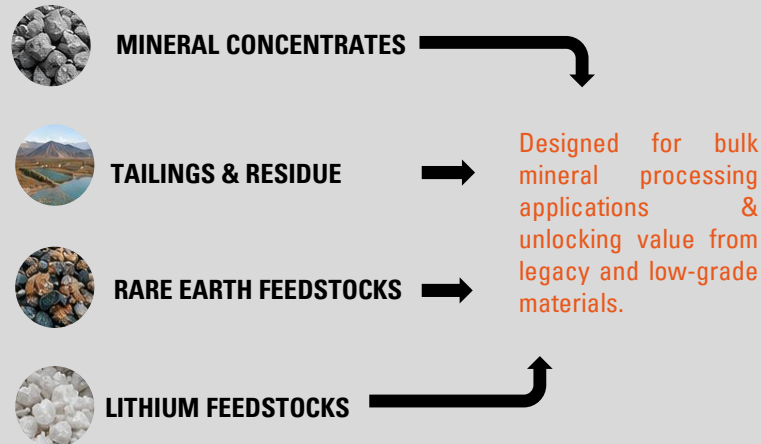 MINERAL CONCENTRATES
TAILINGS & RESIDUE
RARE EARTH FEEDSTOCKS
LITHIUM FEEDSTOCKS
Designed for bulk
mineral processing
applications &
unlocking value from
legacy and low-grade
materials.